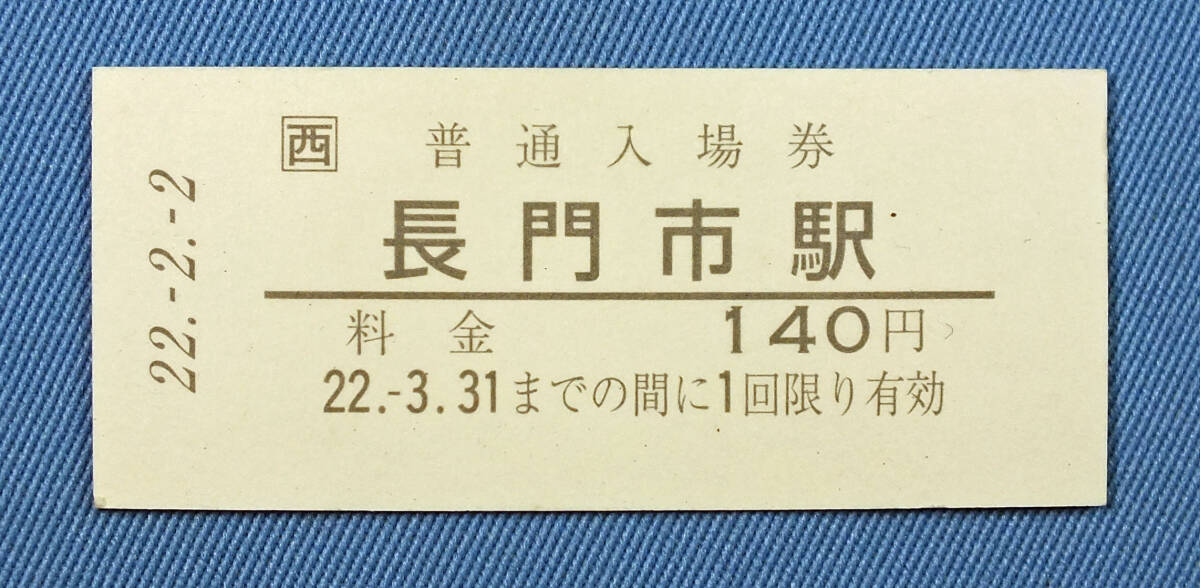 西 普通入場券
長門市駅
料金 140円
22.-3.31までの間に1回限り有効
22.-2.-2